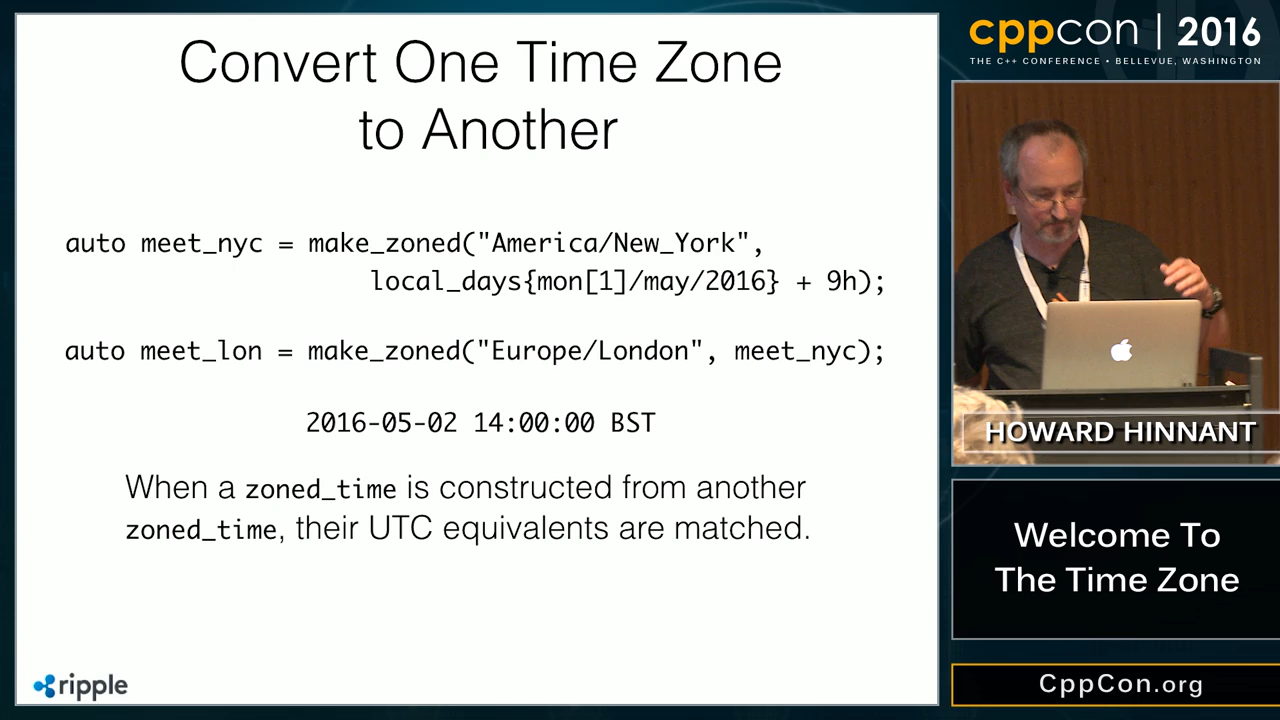 Convert One Time Zone
to Another
auto meet_nyc = make_zoned("America/New_York",
local_days{mon[1]/may/2016} + 9h);
auto meet_lon = make_zoned("Europe/London", meet_nyc);
2016-05-02 14:00:00 BST
When a zoned_time is constructed from another
zoned_time, their UTC equivalents are matched.
ripple
cppcon | 2016
THE C++ CONFERENCE • BELLEVUE, WASHINGTON
HOWARD HINNANT
Welcome To
The Time Zone
CppCon.org